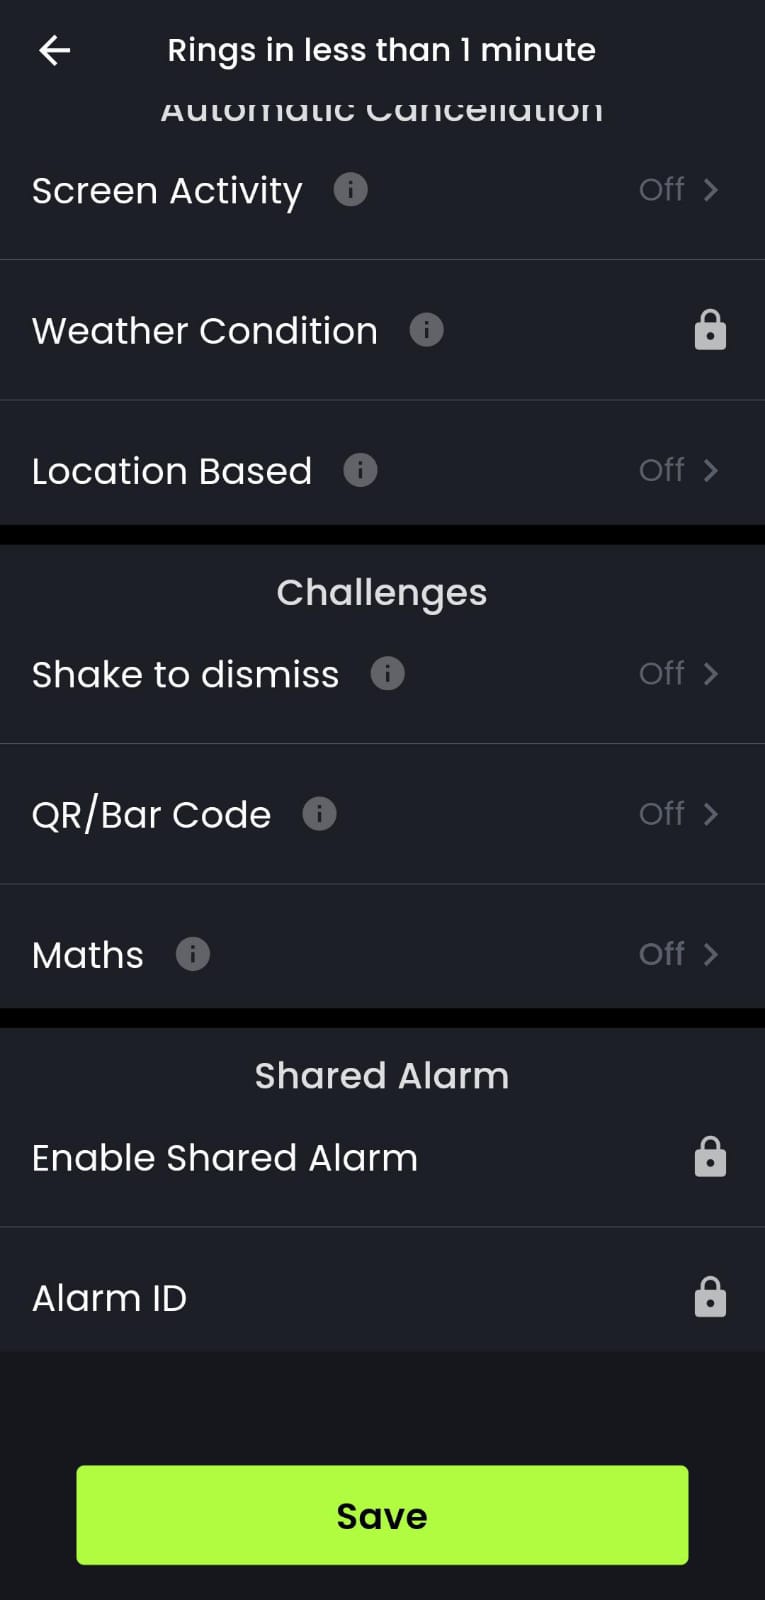 Rings in less than 1 minute
Automatic Cancellation
Screen Activity Off
Weather Condition
Location Based Off
Challenges
Shake to dismiss Off
QR/Bar Code Off
Maths Off
Shared Alarm
Enable Shared Alarm
Alarm ID
Save